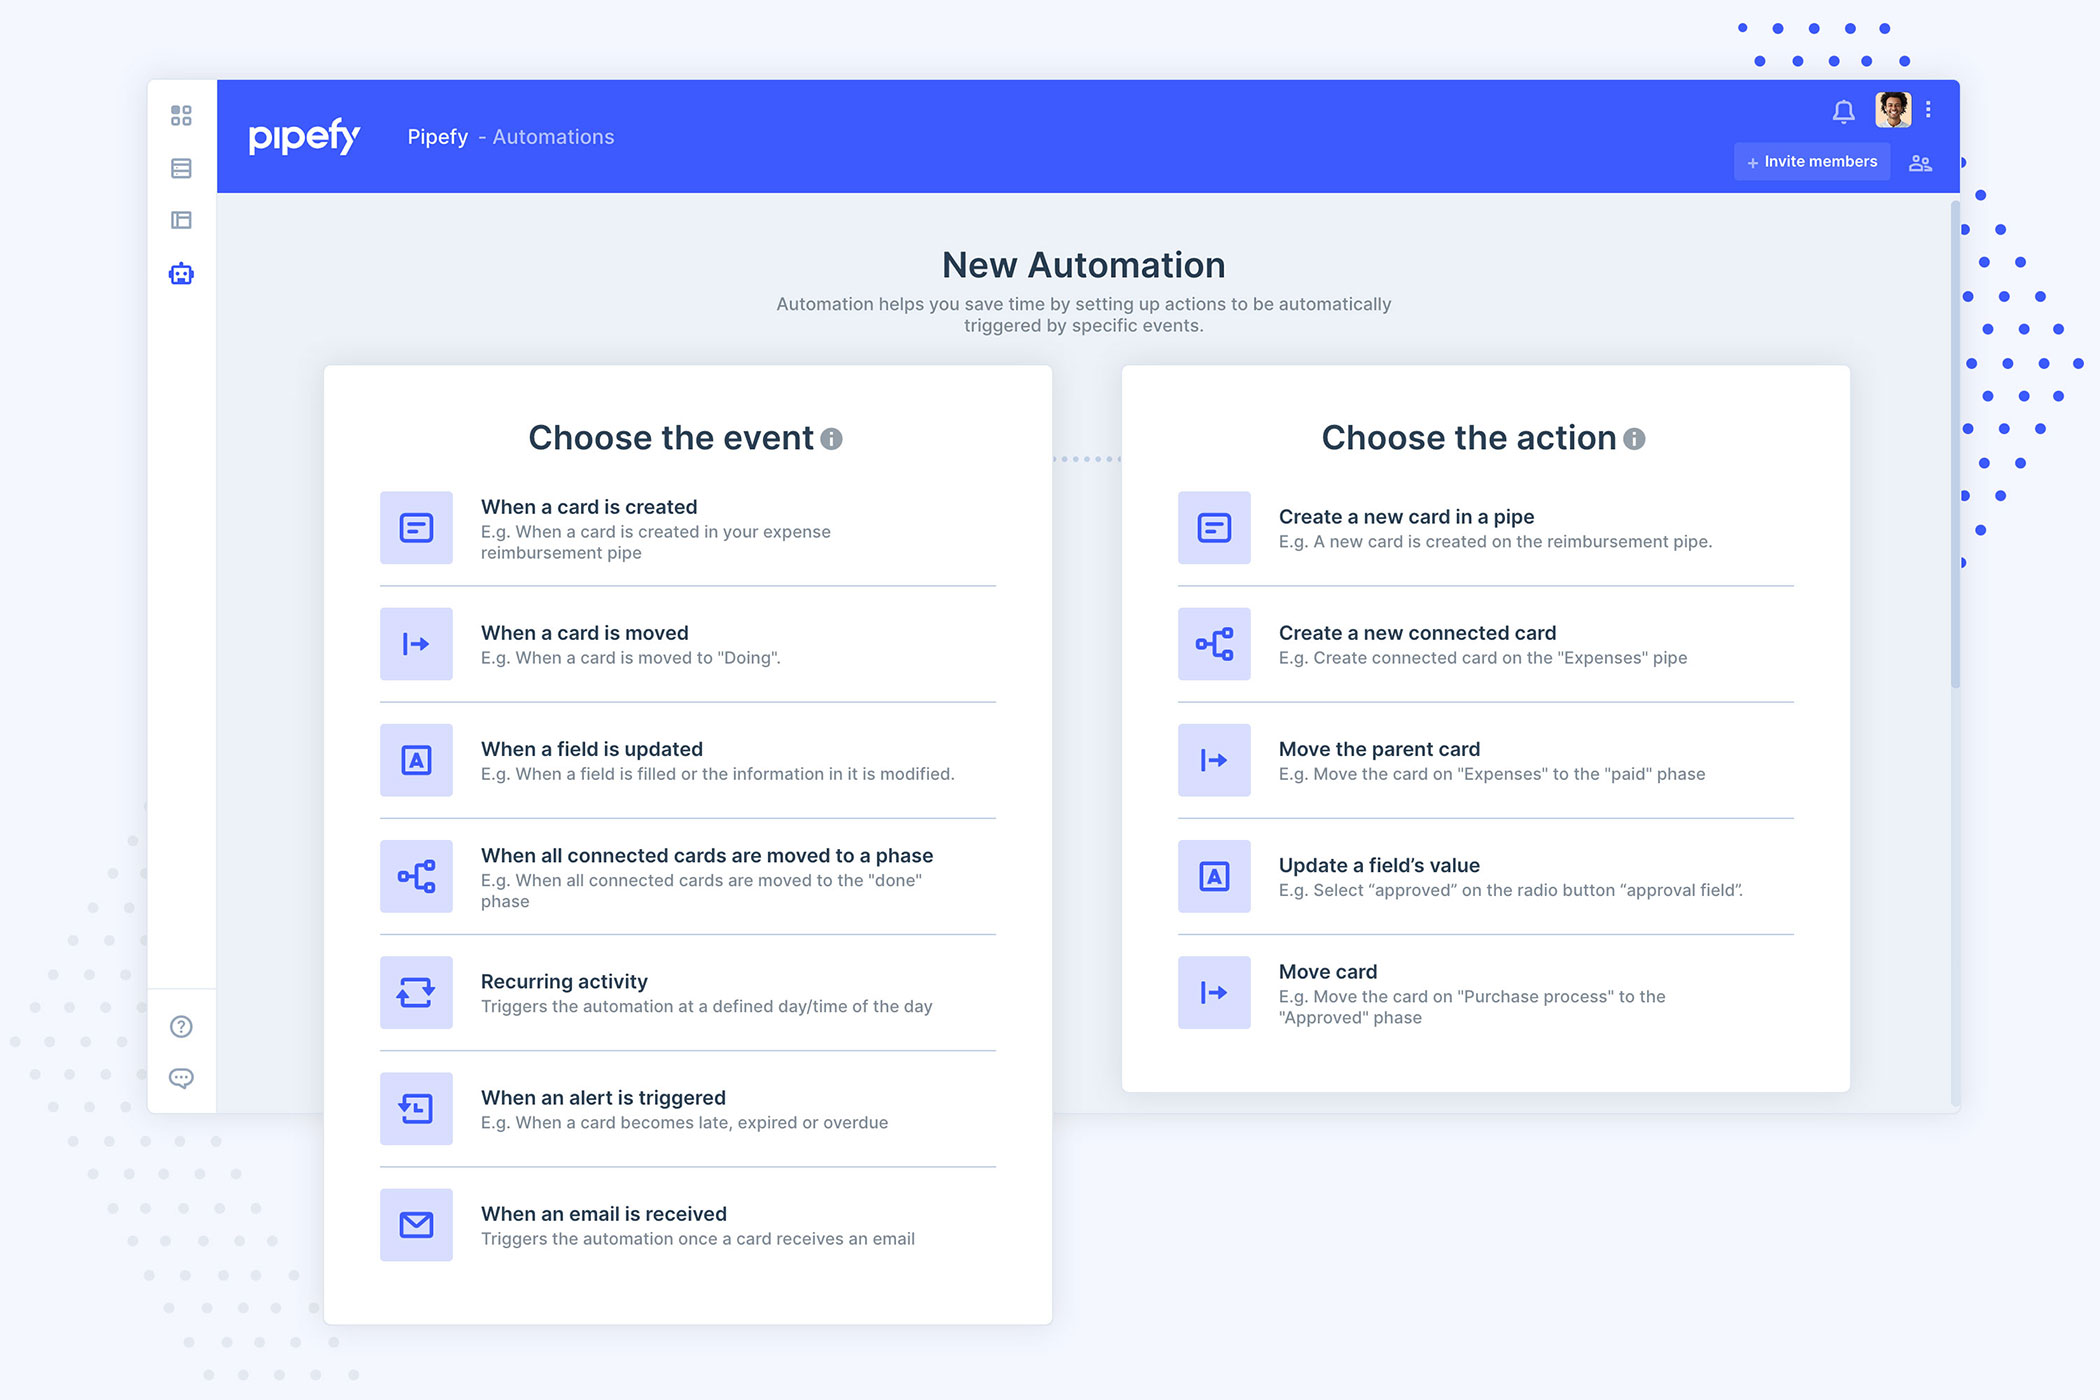 pipefy
Pipefy - Automations
+ Invite members
New Automation
Automation helps you save time by setting up actions to be automatically
triggered by specific events.
Choose the event
When a card is created
E.g. When a card is created in your expense
reimbursement pipe
When a card is moved
E.g. When a card is moved to "Doing".
A
When a field is updated
E.g. When a field is filled or the information in it is modified.
When all connected cards are moved to a phase
E.g. When all connected cards are moved to the "done"
phase
Recurring activity
Triggers the automation at a defined day/time of the day
When an alert is triggered
E.g. When a card becomes late, expired or overdue
When an email is received
Triggers the automation once a card receives an email
Choose the action
Create a new card in a pipe
E.g. A new card is created on the reimbursement pipe.
Create a new connected card
E.g. Create connected card on the "Expenses" pipe
Move the parent card
E.g. Move the card on "Expenses" to the "paid" phase
A
Update a field’s value
E.g. Select “approved” on the radio button “approval field”.
Move card
E.g. Move the card on "Purchase process" to the
"Approved" phase